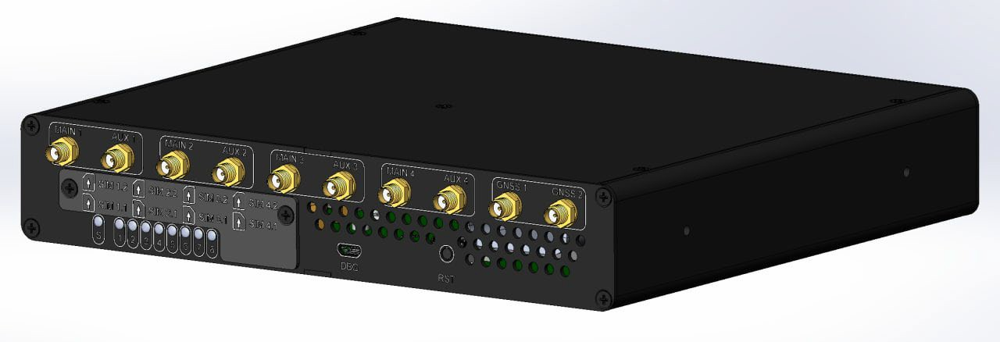 MAIN 1 AUX 1 MAIN 2 AUX 2 MAIN 3 AUX 3 MAIN 4 AUX 4 GNSS 1 GNSS 2
SIM 1.2 SIM 2.2 SIM 3.2 SIM 4.2
SIM 1.1 SIM 2.1 SIM 3.1 SIM 4.1
S 1 2 3 4 5 6 7 8
DBG
RST